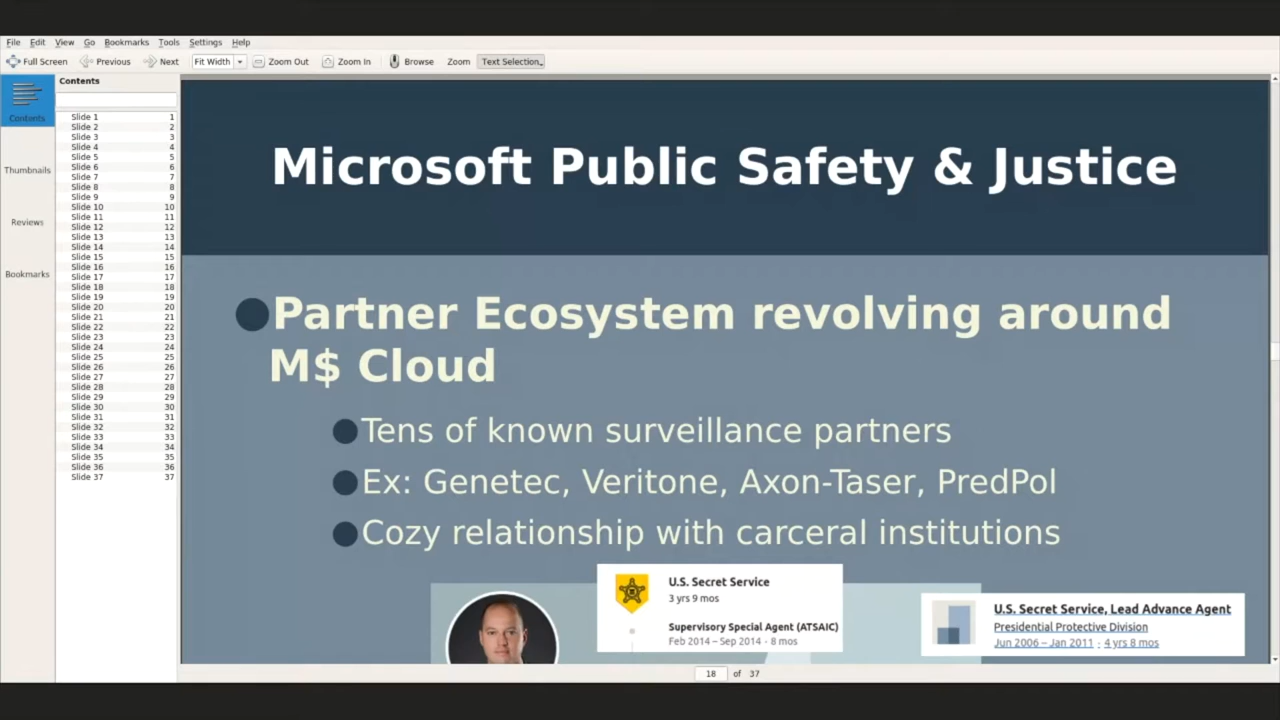 File Edit View Go Bookmarks Tools Settings Help
Full Screen Previous Next Fit Width Zoom Out Zoom In Browse Zoom Text Selection
Contents
Contents
Thumbnails
Reviews
Bookmarks
Slide 1 1
Slide 2 2
Slide 3 3
Slide 4 4
Slide 5 5
Slide 6 6
Slide 7 7
Slide 8 8
Slide 9 9
Slide 10 10
Slide 11 11
Slide 12 12
Slide 13 13
Slide 14 14
Slide 15 15
Slide 16 16
Slide 17 17
Slide 18 18
Slide 19 19
Slide 20 20
Slide 21 21
Slide 22 22
Slide 23 23
Slide 24 24
Slide 25 25
Slide 26 26
Slide 27 27
Slide 28 28
Slide 29 29
Slide 30 30
Slide 31 31
Slide 32 32
Slide 33 33
Slide 34 34
Slide 35 35
Slide 36 36
Slide 37 37
Microsoft Public Safety & Justice
Partner Ecosystem revolving around
M$ Cloud
Tens of known surveillance partners
Ex: Genetec, Veritone, Axon-Taser, PredPol
Cozy relationship with carceral institutions
U.S. Secret Service
3 yrs 9 mos
Supervisory Special Agent (ATSAIC)
Feb 2014 – Sep 2014 · 8 mos
U.S. Secret Service, Lead Advance Agent
Presidential Protective Division
Jun 2006 – Jan 2011 · 4 yrs 8 mos
18 of 37